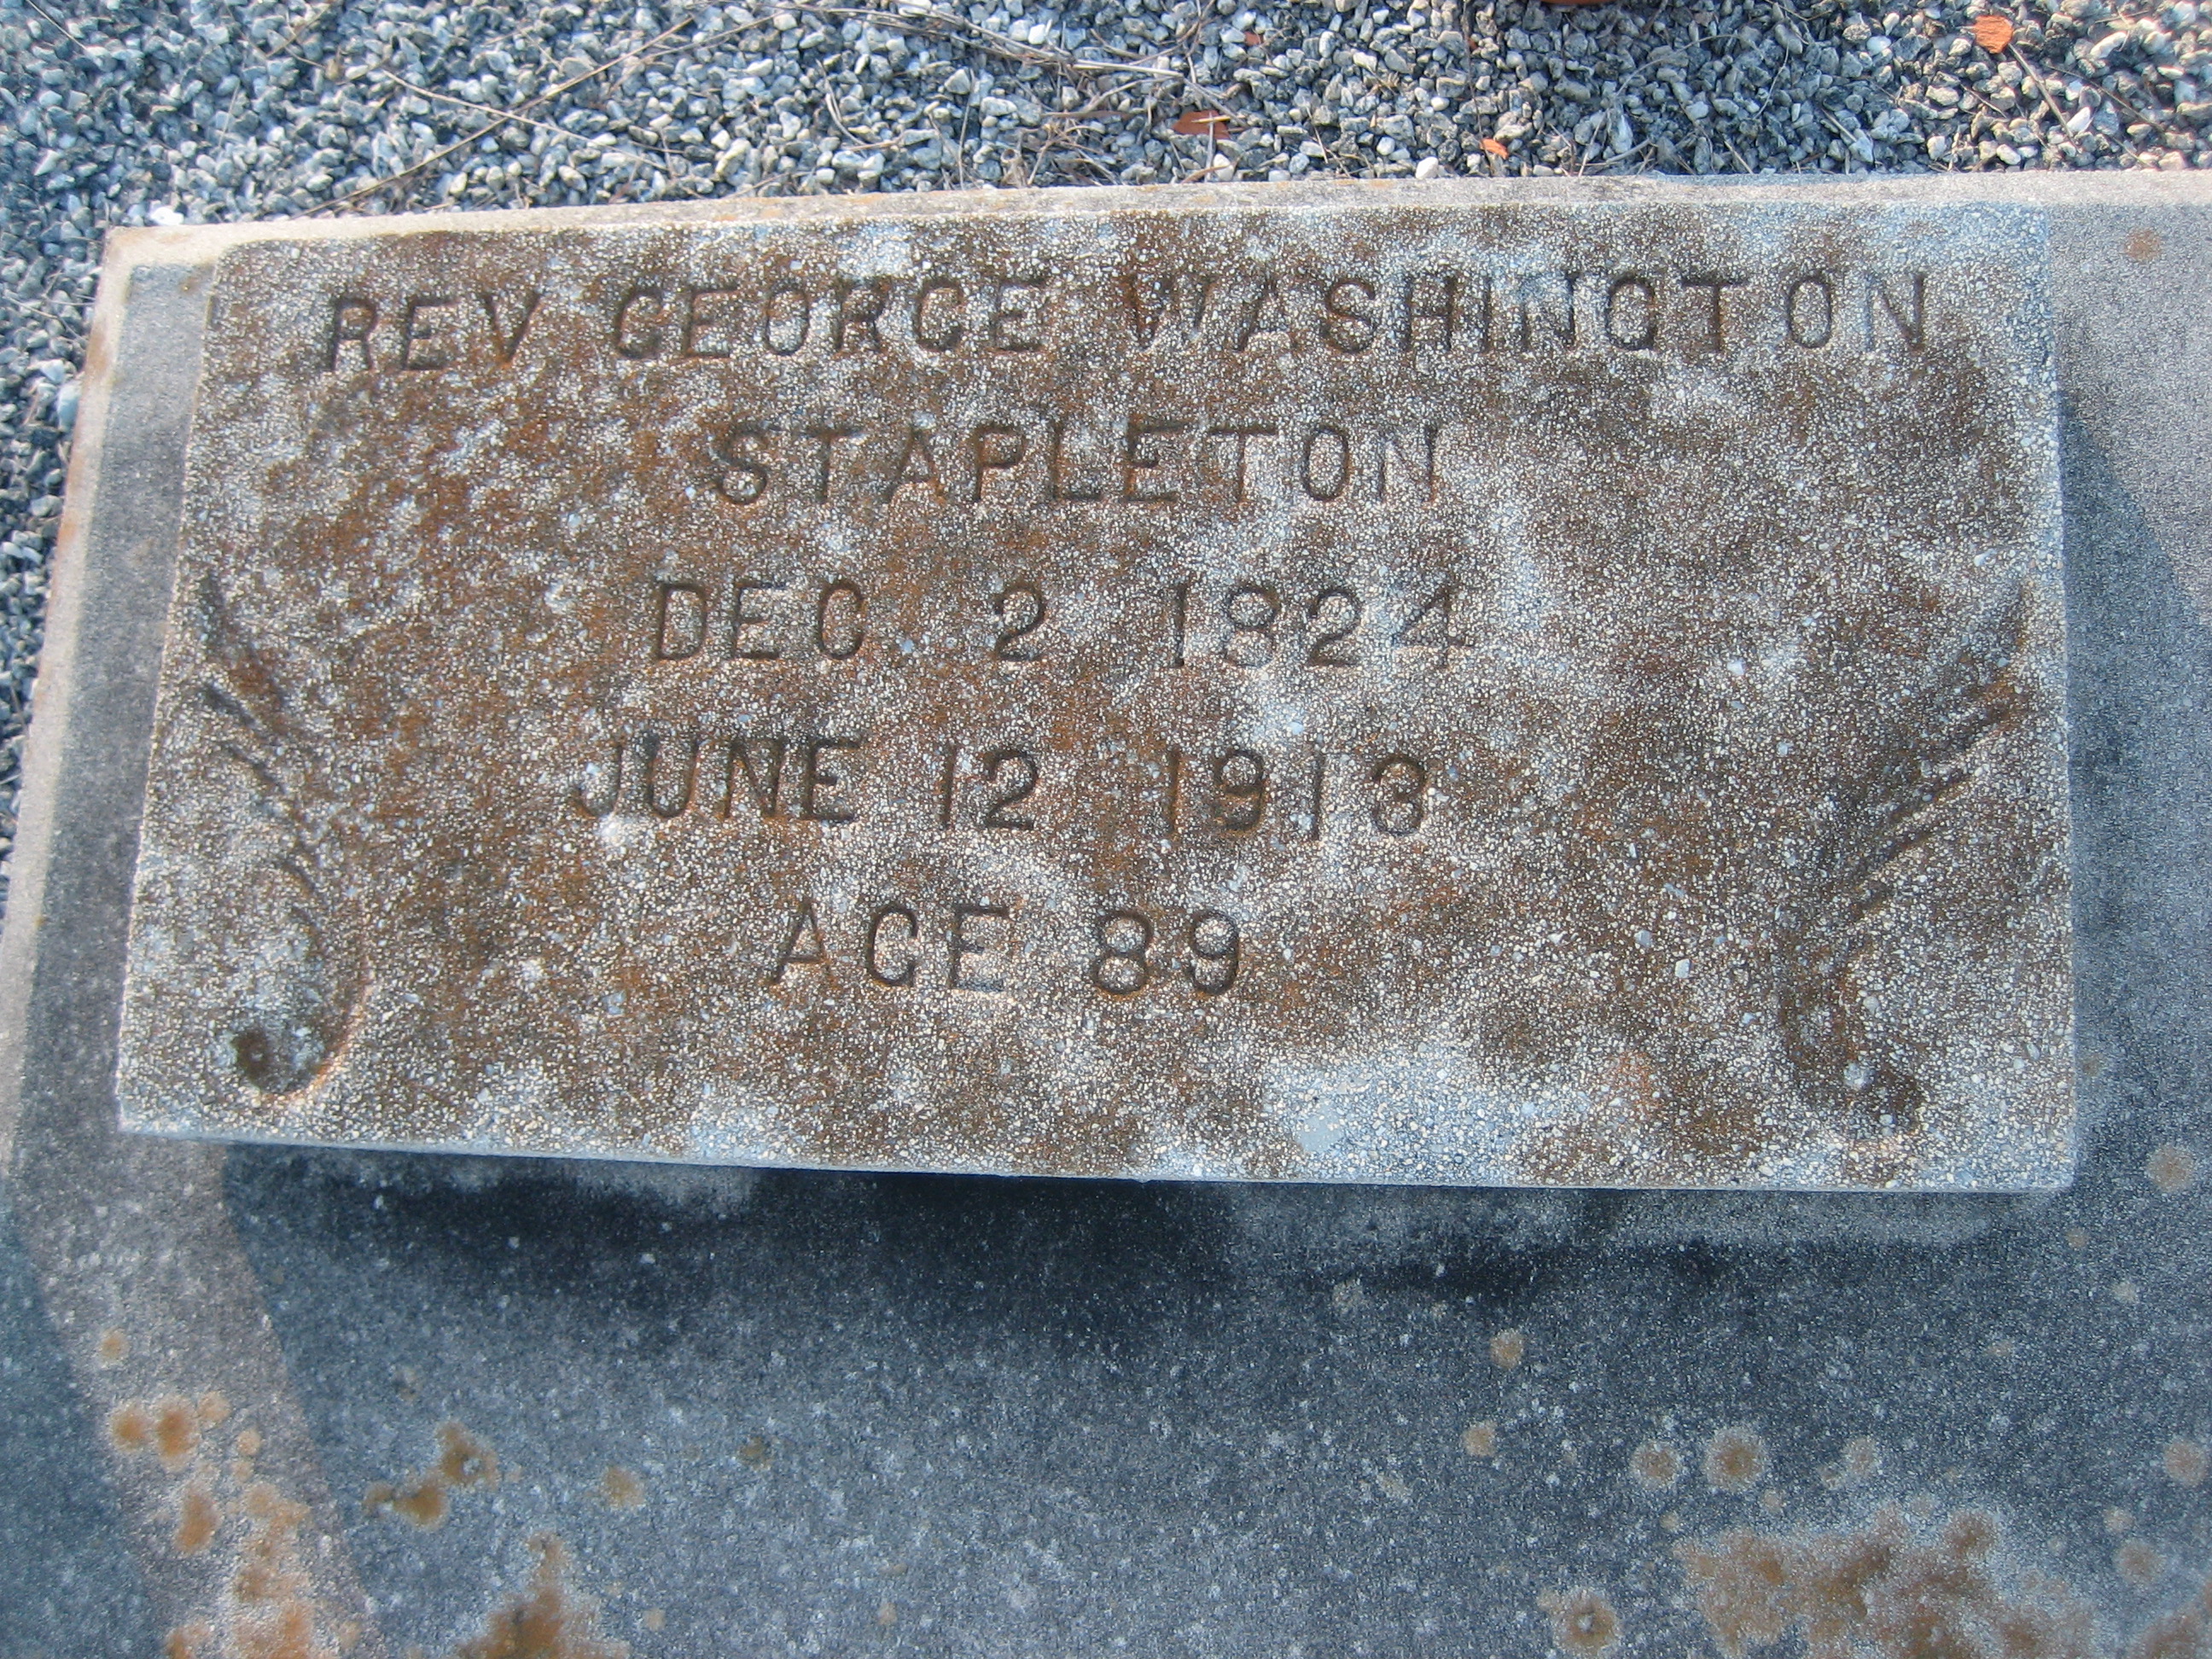 REV GEORGE WASHINGTON
STAPLETON
DEC 2 1824
JUNE 12 1913
AGE 89